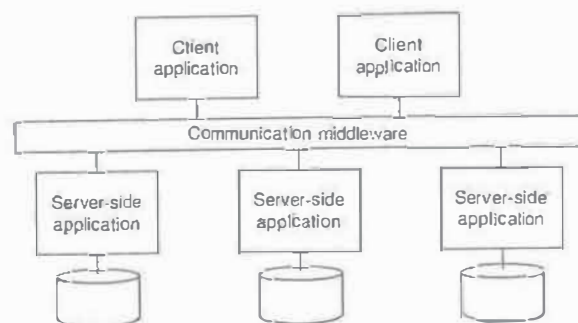 Client
application
Client
application
Communication middleware
Server-side
application
Server-side
application
Server-side
application